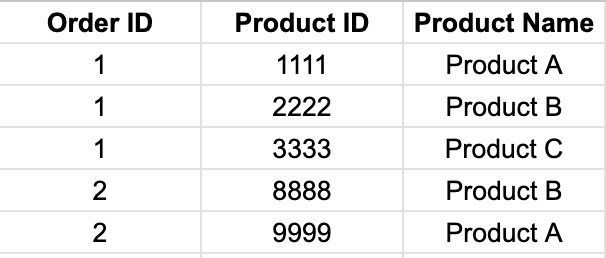 Order ID Product ID Product Name
1 1111 Product A
1 2222 Product B
1 3333 Product C
2 8888 Product B
2 9999 Product A